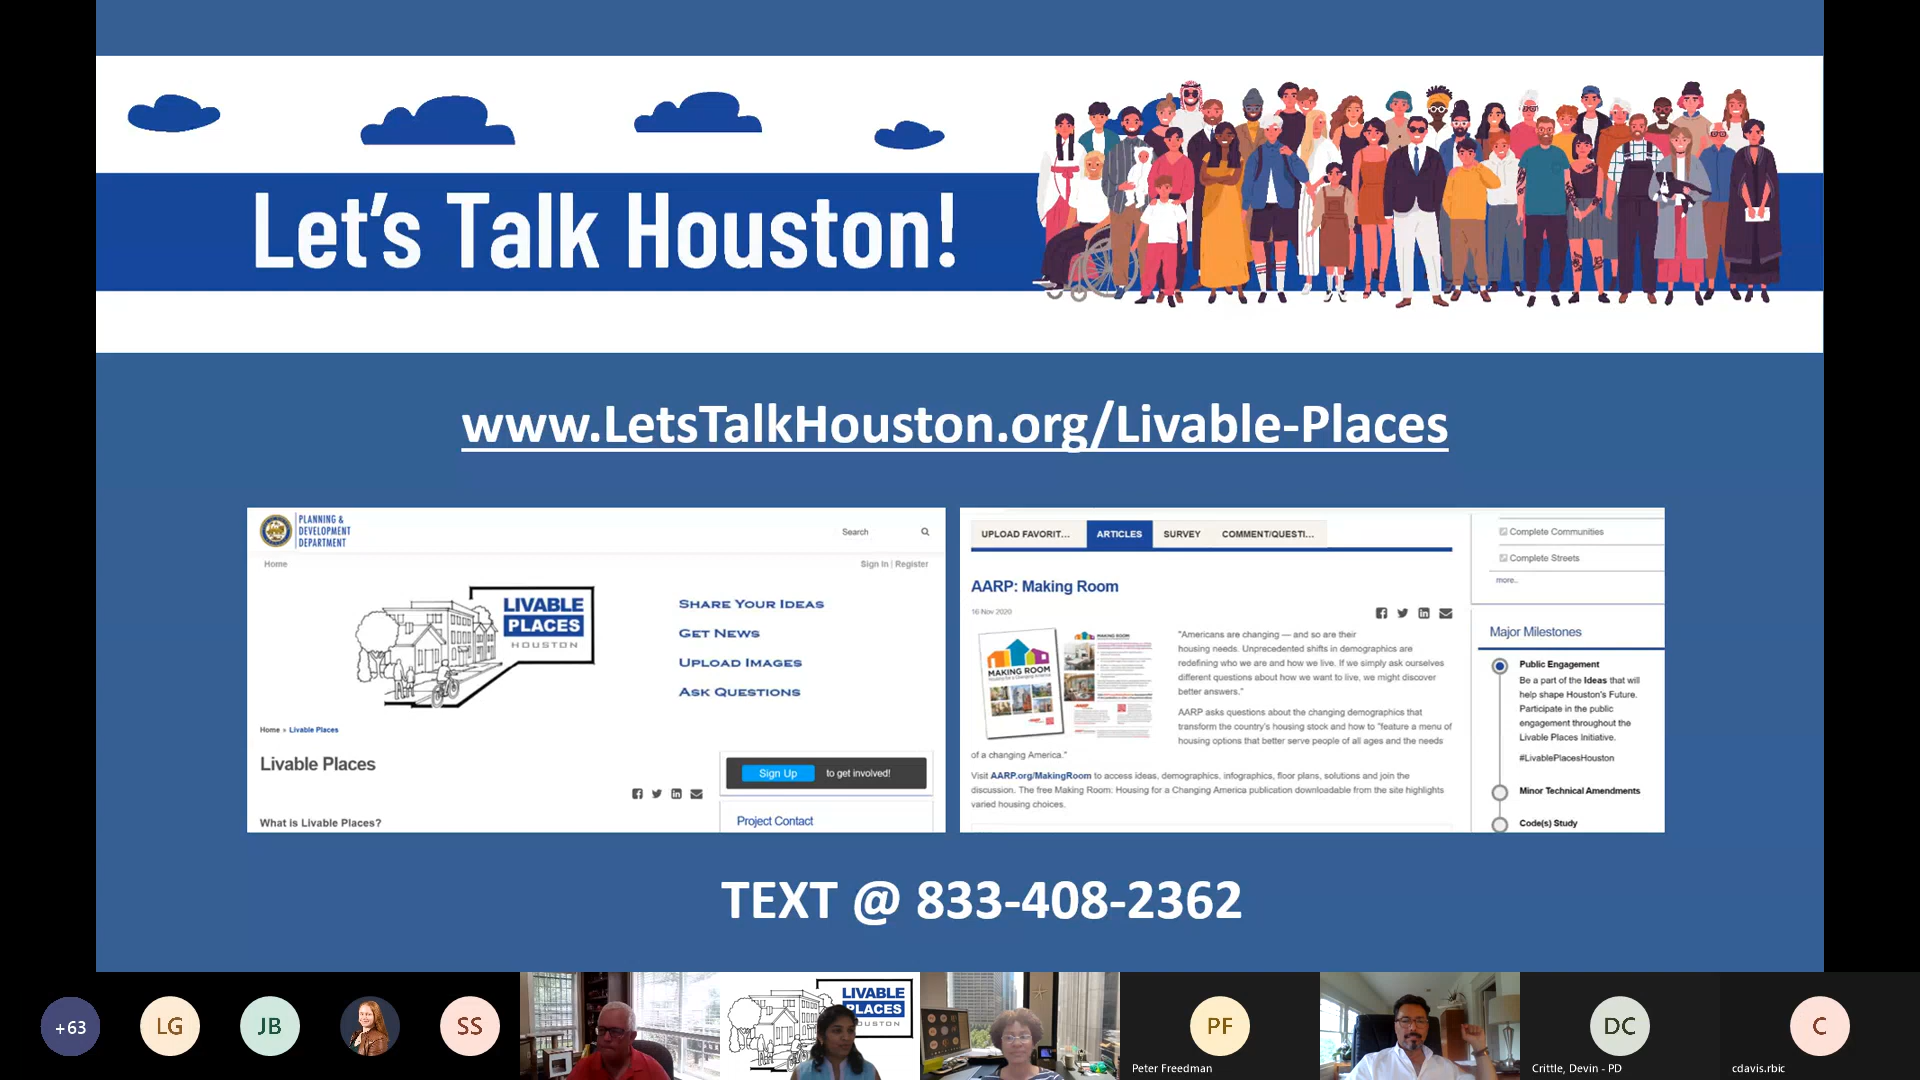 Let's Talk Houston!
www.LetsTalkHouston.org/Livable-Places
PLANNING &
DEVELOPMENT
DEPARTMENT
Search
Home
Sign In | Register
LIVABLE
PLACES
HOUSTON
SHARE YOUR IDEAS
GET NEWS
UPLOAD IMAGES
ASK QUESTIONS
Home » Livable Places
Livable Places
Sign Up to get involved!
What is Livable Places?
Project Contact
UPLOAD FAVORIT... ARTICLES SURVEY COMMENT/QUESTI...
AARP: Making Room
16 Nov 2020
MAKING ROOM
MAKING ROOM
"Americans are changing — and so are their
housing needs. Unprecedented shifts in demographics are
redefining who we are and how we live. If we simply ask ourselves
different questions about how we want to live, we might discover
better answers."
AARP asks questions about the changing demographics that
transform the country's housing stock and how to "feature a menu of
housing options that better serve people of all ages and the needs
of a changing America."
Visit AARP.org/MakingRoom to access ideas, demographics, infographics, floor plans, solutions and join the
discussion. The free Making Room: Housing for a Changing America publication downloadable from the site highlights
varied housing choices.
Complete Communities
Complete Streets
more..
Major Milestones
Public Engagement
Be a part of the Ideas that will
help shape Houston's Future.
Participate in the public
engagement throughout the
Livable Places Initiative.
#LivablePlacesHouston
Minor Technical Amendments
Code(s) Study
TEXT @ 833-408-2362
+63
LG
JB
SS
LIVABLE
PLACES
HOUSTON
PF
Peter Freedman
DC
Crittle, Devin - PD
C
cdavis.rbic